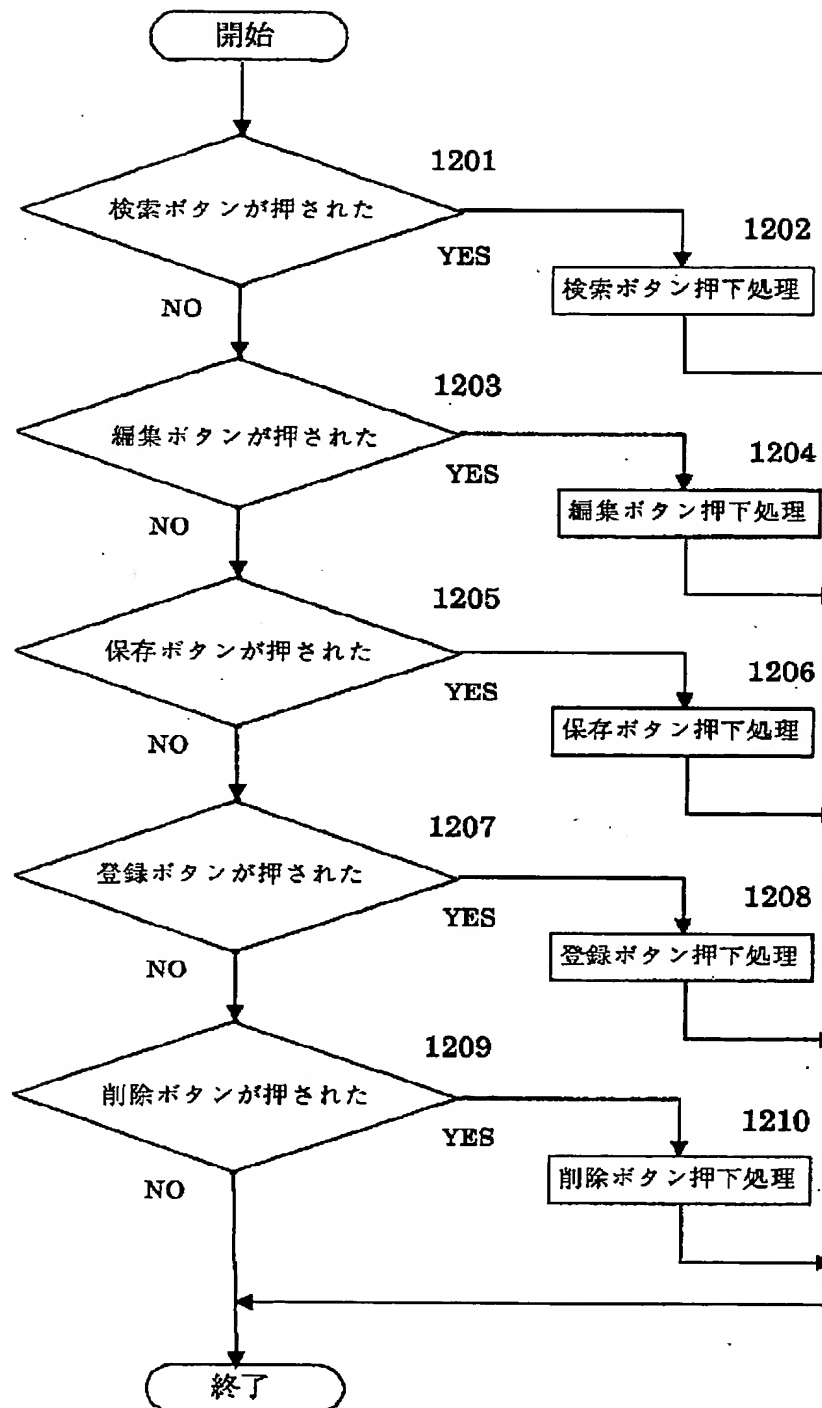 開始
1201
検索ボタンが押された
YES
1202
検索ボタン押下処理
NO
1203
編集ボタンが押された
YES
1204
編集ボタン押下処理
NO
1205
保存ボタンが押された
YES
1206
保存ボタン押下処理
NO
1207
登録ボタンが押された
YES
1208
登録ボタン押下処理
NO
1209
削除ボタンが押された
YES
1210
削除ボタン押下処理
NO
終了